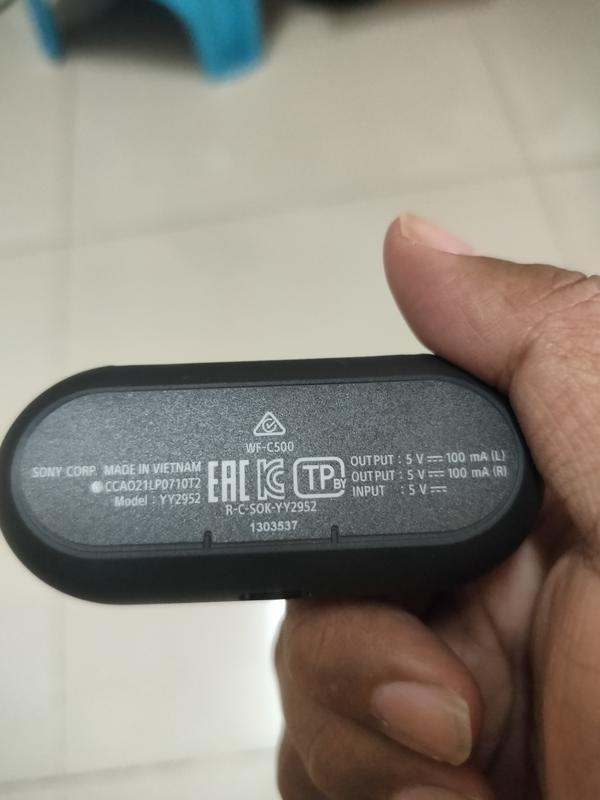 WF-C500
SONY CORP. MADE IN VIETNAM
CCAO21LP0710T2
Model : YY2952
EAC
TP BY
R-C-SOK-YY2952
1303537
OUTPUT : 5 V 100 mA (L)
OUTPUT : 5 V 100 mA (R)
INPUT : 5 V